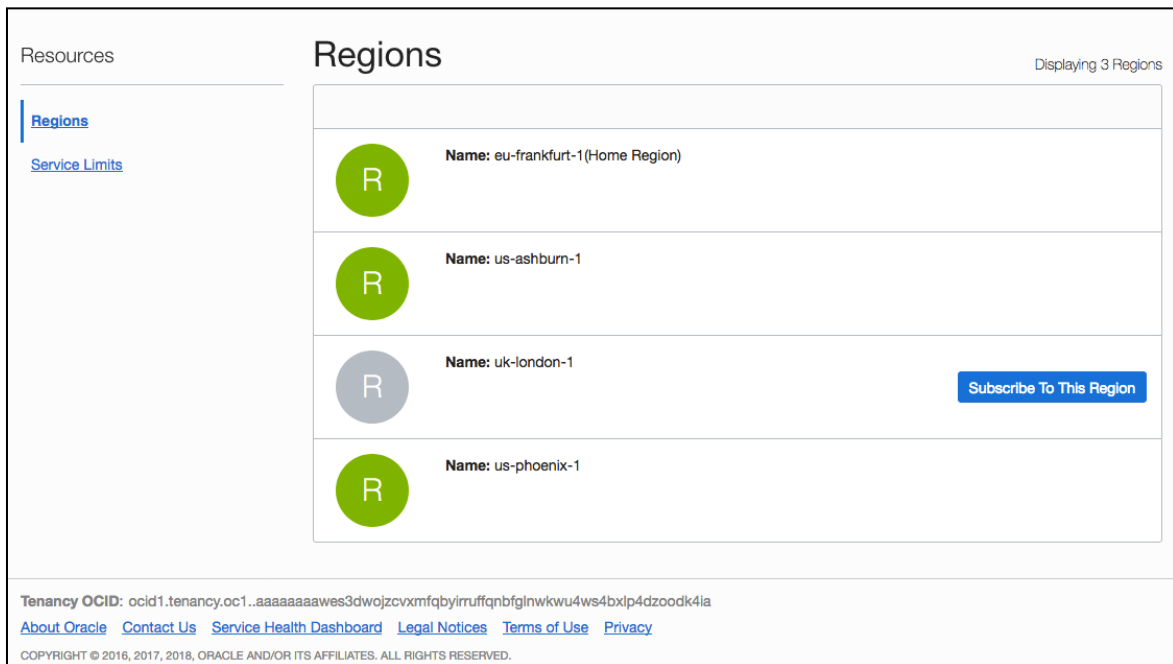 Resources
Regions
Displaying 3 Regions
Regions
Service Limits
R
Name: eu-frankfurt-1(Home Region)
R
Name: us-ashburn-1
R
Name: uk-london-1
Subscribe To This Region
R
Name: us-phoenix-1
Tenancy OCID: ocid1.tenancy.oc1..aaaaaaaawes3dwojzcvxmfqbyirruffqnbfglnwkwu4ws4bxlp4dzoodk4ia
About Oracle Contact Us Service Health Dashboard Legal Notices Terms of Use Privacy
COPYRIGHT © 2016, 2017, 2018, ORACLE AND/OR ITS AFFILIATES. ALL RIGHTS RESERVED.